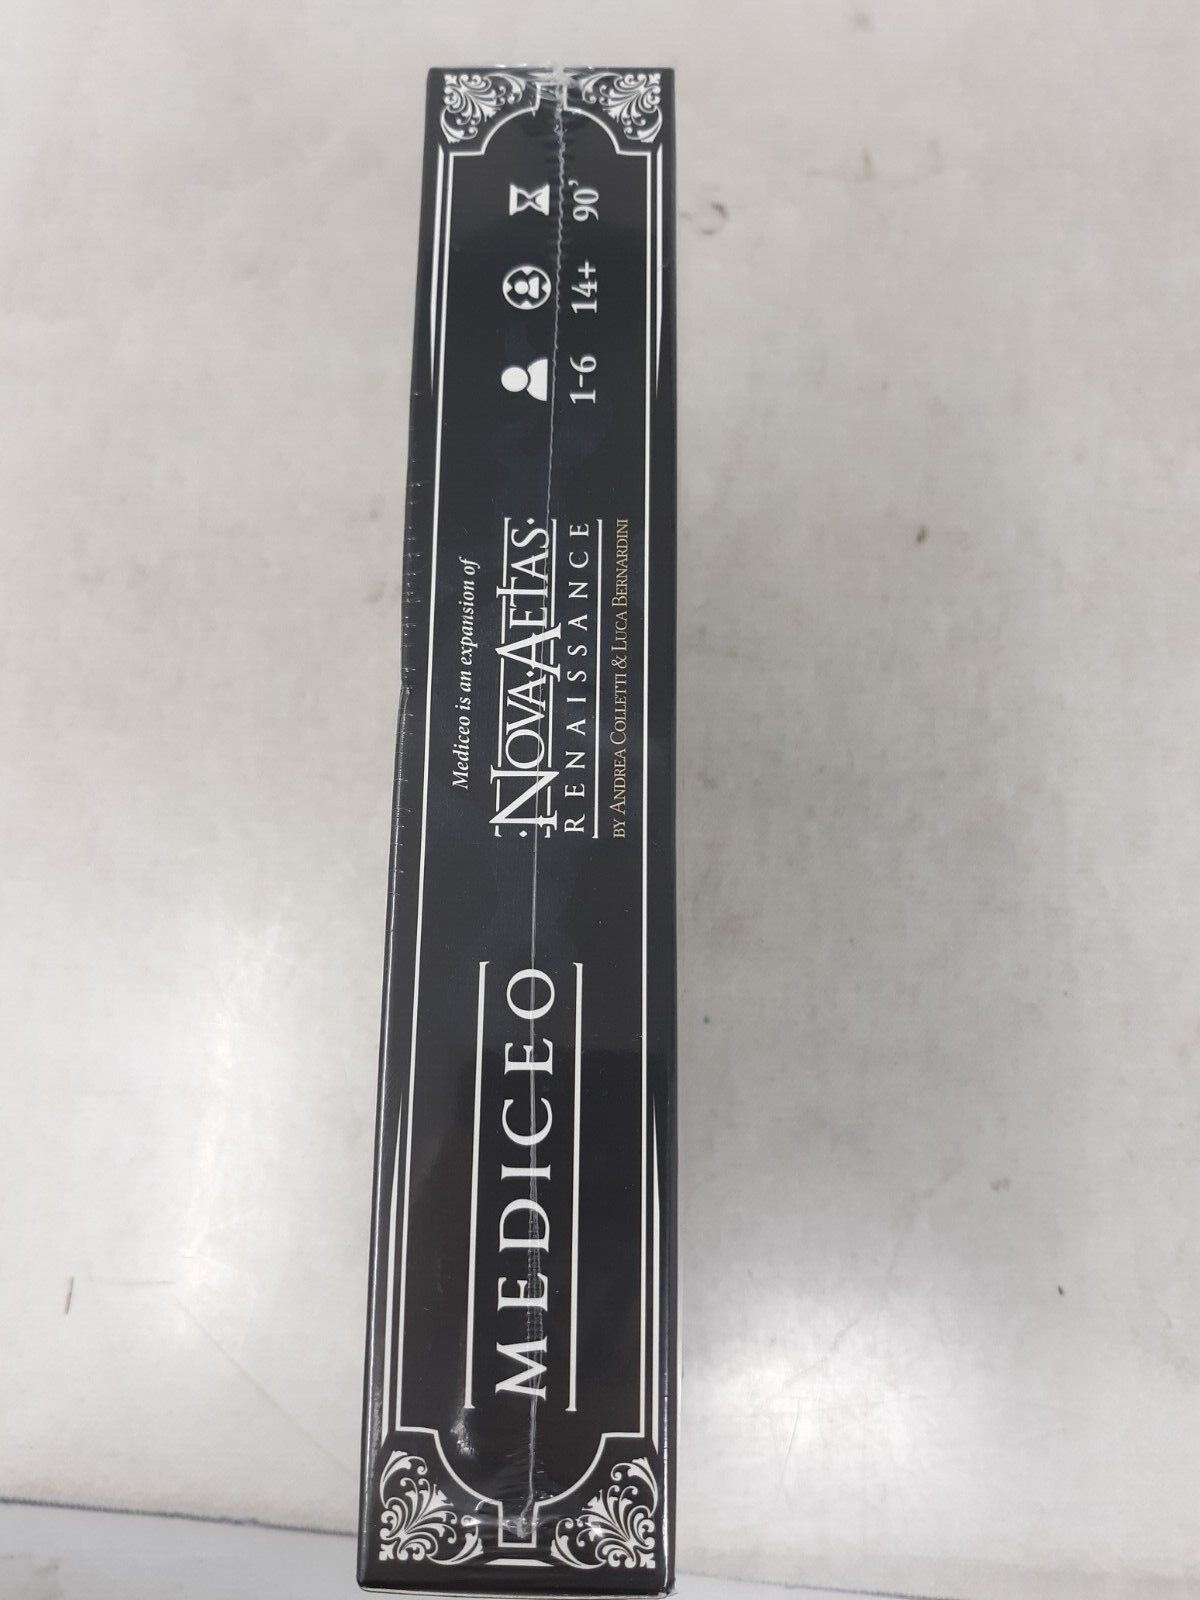 MEDICEO
Mediceo is an expansion of
·NOVA·AETAS·
RENAISSANCE
BY ANDREA COLLETTI & LUCA BERNARDINI
1-6 14+ 90'